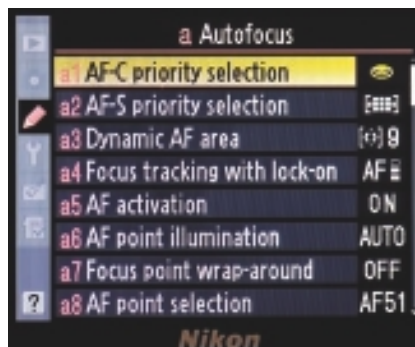 a Autofocus
a1 AF-C priority selection
a2 AF-S priority selection
a3 Dynamic AF area 9
a4 Focus tracking with lock-on AF
a5 AF activation ON
a6 AF point illumination AUTO
a7 Focus point wrap-around OFF
? a8 AF point selection AF51
Nikon